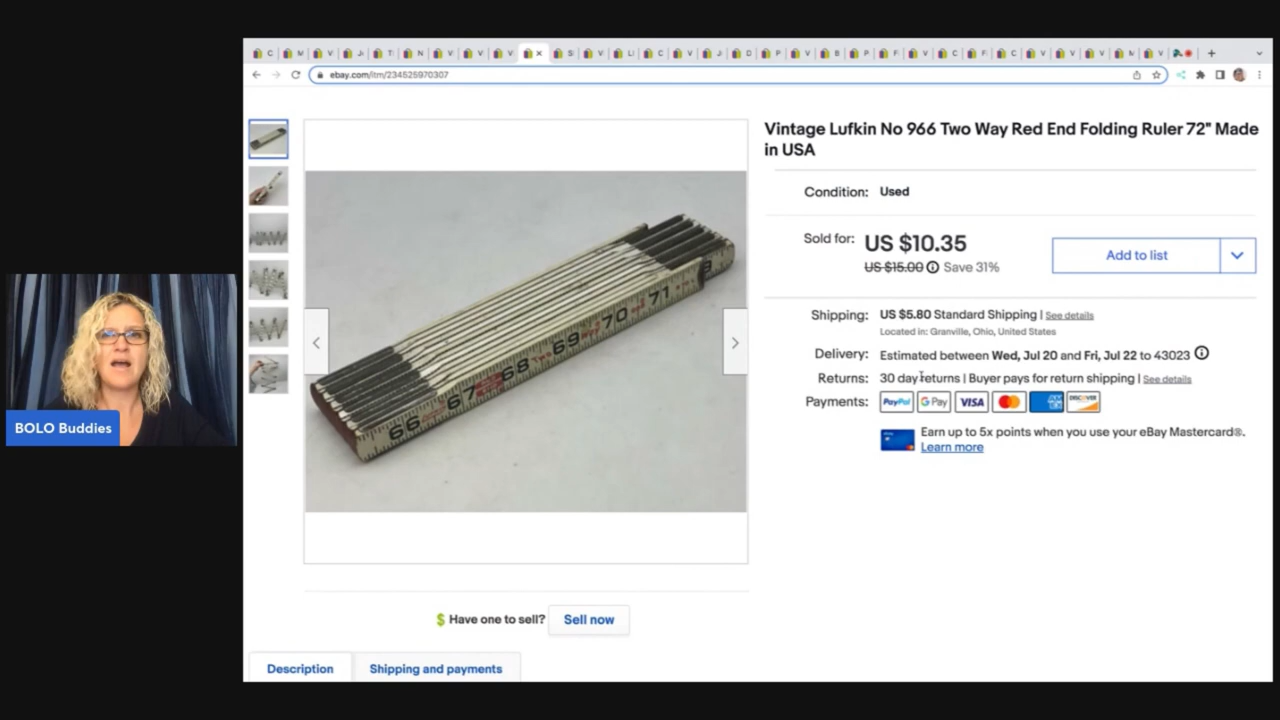 ebay.com/itm/234525970307
Vintage Lufkin No 966 Two Way Red End Folding Ruler 72" Made
in USA
Condition: Used
Sold for: US $10.35
US $15.00 Save 31%
Add to list
Shipping: US $5.80 Standard Shipping | See details
Located in: Granville, Ohio, United States
Delivery: Estimated between Wed, Jul 20 and Fri, Jul 22 to 43023
Returns: 30 day returns | Buyer pays for return shipping | See details
Payments: PayPal G Pay VISA DISCOVER
Earn up to 5x points when you use your eBay Mastercard®.
Learn more
66 67 68 69 70 71
BOLO Buddies
$ Have one to sell? Sell now
Description Shipping and payments